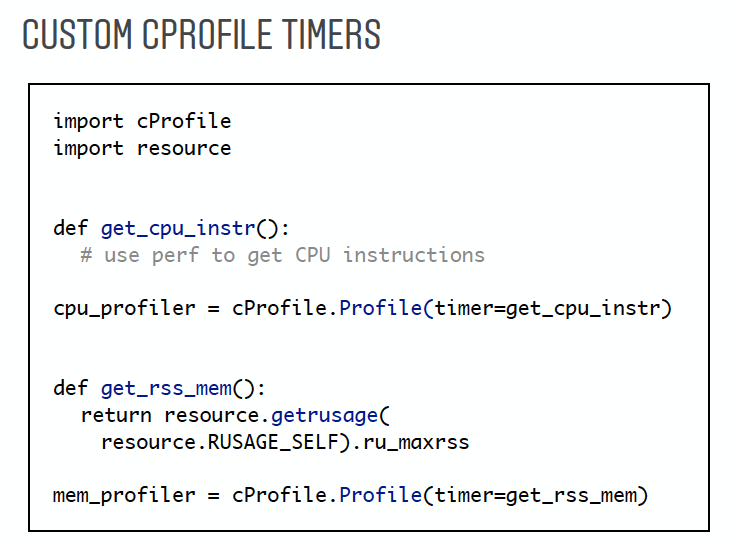 CUSTOM CPROFILE TIMERS
import cProfile
import resource
def get_cpu_instr():
# use perf to get CPU instructions
cpu_profiler = cProfile.Profile(timer=get_cpu_instr)
def get_rss_mem():
return resource.getrusage(
resource.RUSAGE_SELF).ru_maxrss
mem_profiler = cProfile.Profile(timer=get_rss_mem)